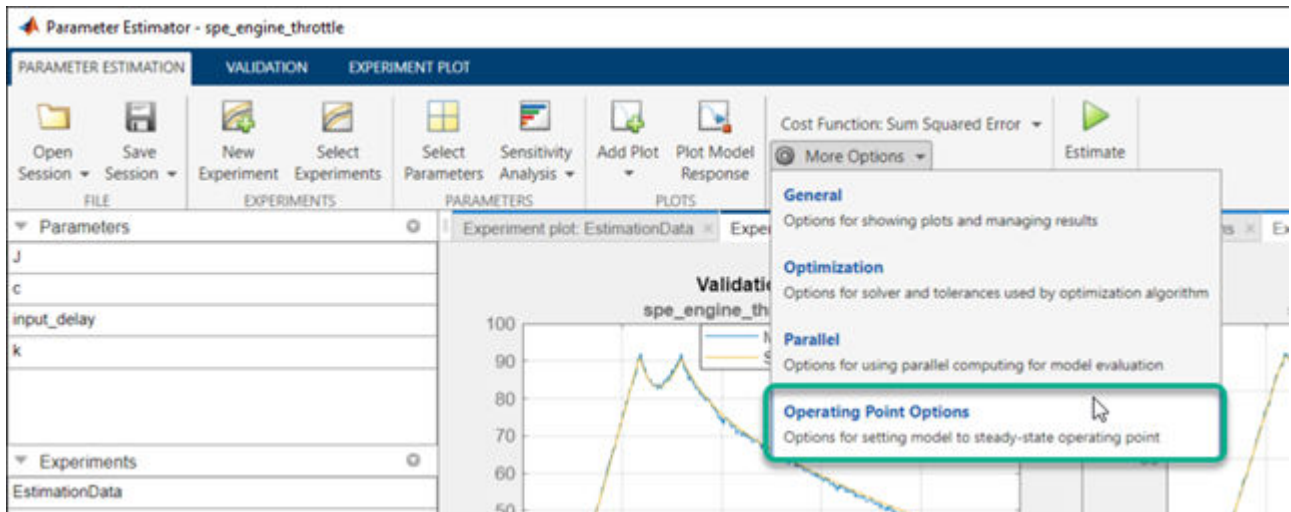 Parameter Estimator - spe_engine_throttle
PARAMETER ESTIMATION VALIDATION EXPERIMENT PLOT
Cost Function: Sum Squared Error
Open Save New Select Select Sensitivity Add Plot Plot Model More Options Estimate
Session Session Experiment Experiments Parameters Analysis Response
FILE EXPERIMENTS PARAMETERS PLOTS
General
Options for showing plots and managing results
Optimization
Options for solver and tolerances used by optimization algorithm
Parallel
Options for using parallel computing for model evaluation
Operating Point Options
Options for setting model to steady-state operating point
Parameters
J
c
input_delay
k
Experiments
EstimationData
Experiment plot: EstimationData
100
90
80
70
60
50